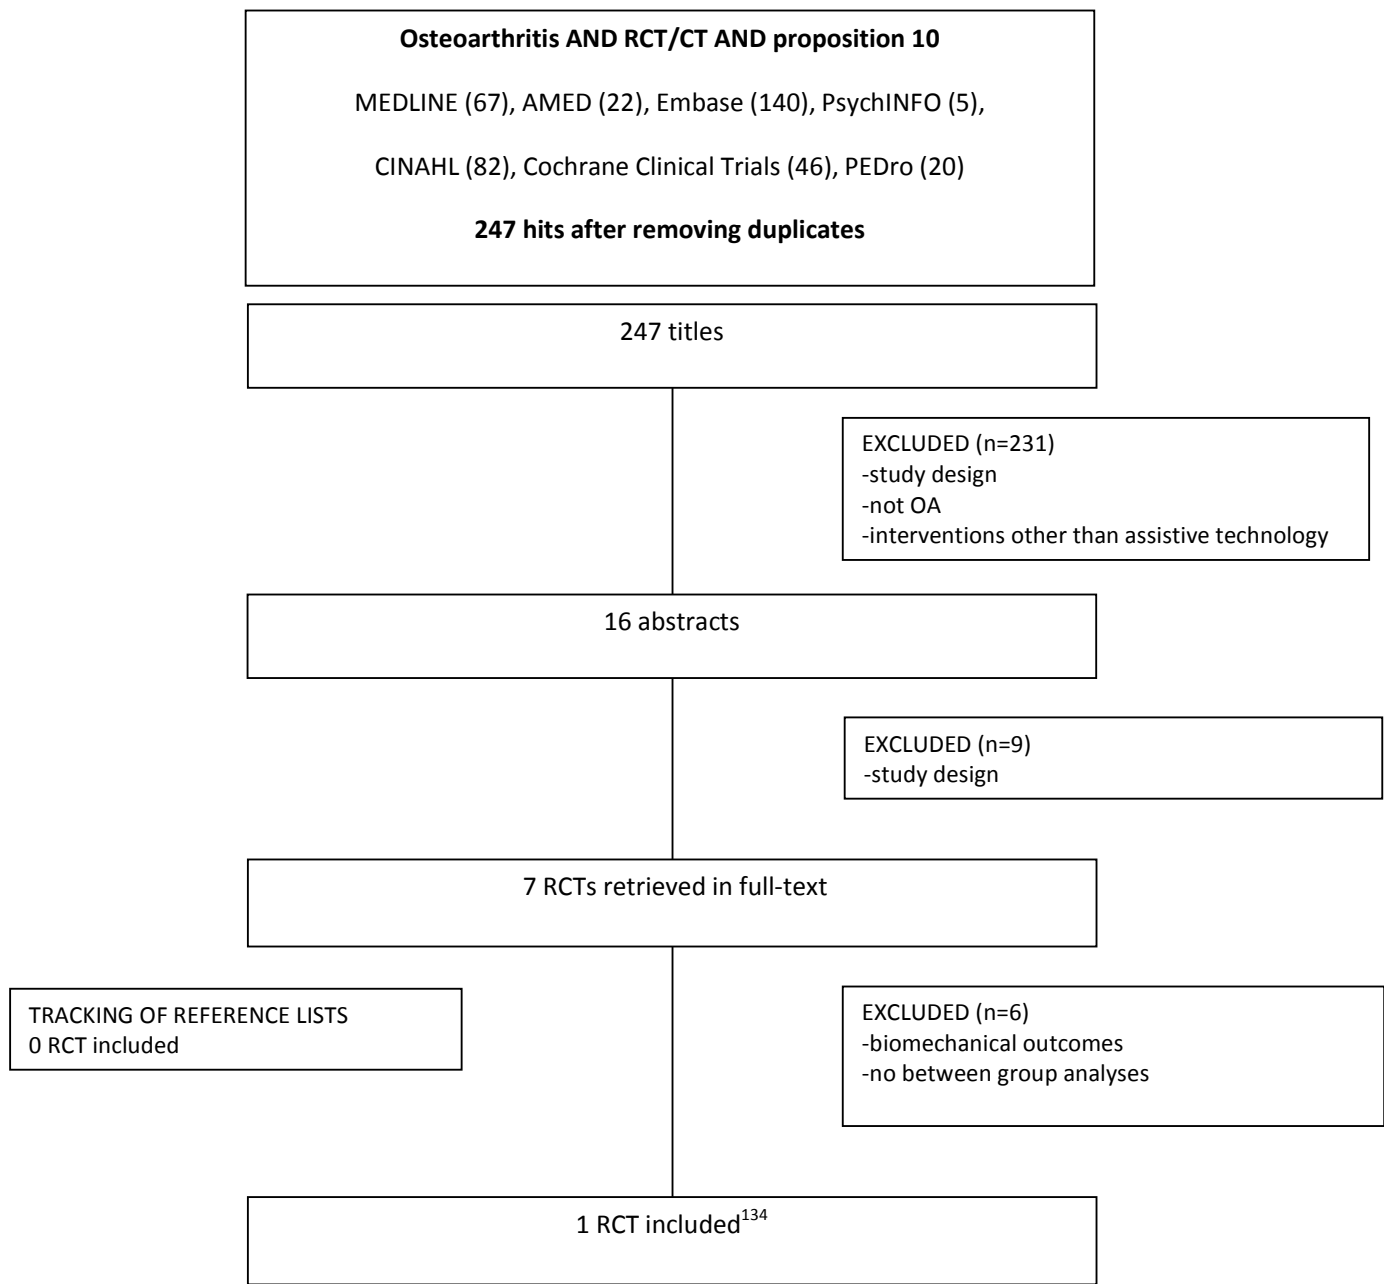 Osteoarthritis AND RCT/CT AND proposition 10
MEDLINE (67), AMED (22), Embase (140), PsychINFO (5),
CINAHL (82), Cochrane Clinical Trials (46), PEDro (20)
247 hits after removing duplicates
247 titles
EXCLUDED (n=231)
-study design
-not OA
-interventions other than assistive technology
16 abstracts
EXCLUDED (n=9)
-study design
7 RCTs retrieved in full-text
TRACKING OF REFERENCE LISTS
0 RCT included
EXCLUDED (n=6)
-biomechanical outcomes
-no between group analyses
1 RCT included134